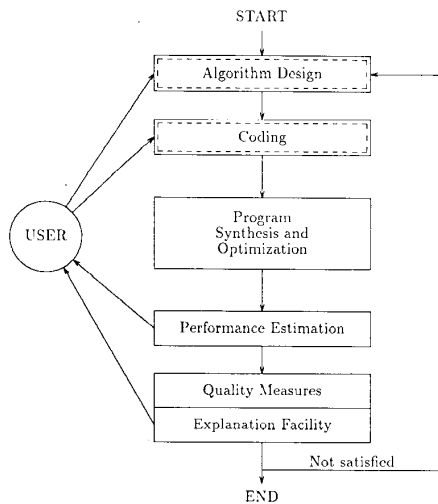 START
Algorithm Design
Coding
USER
Program
Synthesis and
Optimization
Performance Estimation
Quality Measures
Explanation Facility
Not satisfied
END